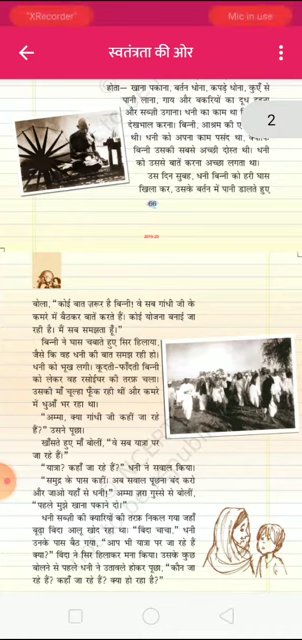 "XRecorder"
Mic in use
स्वतंत्रता की ओर
होता— खाना पकाना, बर्तन धोना, कपड़े धोना, कुएँ से
पानी लाना, गाय और बकरियों का दूध
और सब्ज़ी उगाना। धनी का काम था
देखभाल करना। बिन्नी, आश्रम की
थी। धनी को अपना काम पसंद था,
बिन्नी उसकी सबसे अच्छी दोस्त थी। धनी
को उससे बातें करना अच्छा लगता था।
उस दिन सुबह, धनी बिन्नी को हरी घास
खिला कर, उसके बर्तन में पानी डालते हुए
2
2019-20
बोला, "कोई बात ज़रूर है बिन्नी! वे सब गांधी जी के
कमरे में बैठकर बातें करते हैं। कोई योजना बनाई जा
रही है। मैं सब समझता हूँ।"
बिन्नी ने घास चबाते हुए सिर हिलाया,
जैसे कि वह धनी की बात समझ रही हो।
धनी को भूख लगी। कूदती-फाँदती बिन्नी
को लेकर वह रसोईघर की तरफ़ चला।
उसकी माँ चूल्हा फूँक रही थीं और कमरे
में धुआँ भर रहा था।
"अम्मा, क्या गांधी जी कहीं जा रहे
हैं?" उसने पूछा।
खाँसते हुए माँ बोलीं, "वे सब यात्रा पर
जा रहे हैं।"
"यात्रा? कहाँ जा रहे हैं?" धनी ने सवाल किया।
"समुद्र के पास कहीं। अब सवाल पूछना बंद करो
और जाओ यहाँ से धनी!" अम्मा ज़रा गुस्से से बोलीं,
"पहले मुझे खाना पकाने दो।"
धनी सब्ज़ी की क्यारियों की तरफ़ निकल गया जहाँ
बूढ़ा बिंदा आलू खोद रहा था। "बिंदा चाचा," धनी
उनके पास बैठ गया, "आप भी यात्रा पर जा रहे हैं
क्या?" बिंदा ने सिर हिलाकर मना किया। उसके कुछ
बोलने से पहले धनी ने उतावले होकर पूछा, "कौन जा
रहे हैं? कहाँ जा रहे हैं? क्या हो रहा है?"